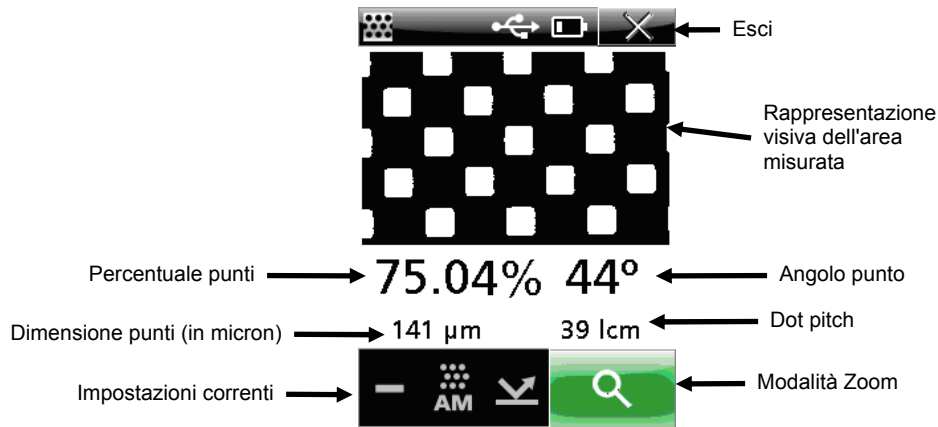 Esci
Rappresentazione
visiva dell'area
misurata
Percentuale punti
75.04% 44º
Angolo punto
Dimensione punti (in micron)
141 µm 39 lcm
Dot pitch
Impostazioni correnti
AM
Modalità Zoom